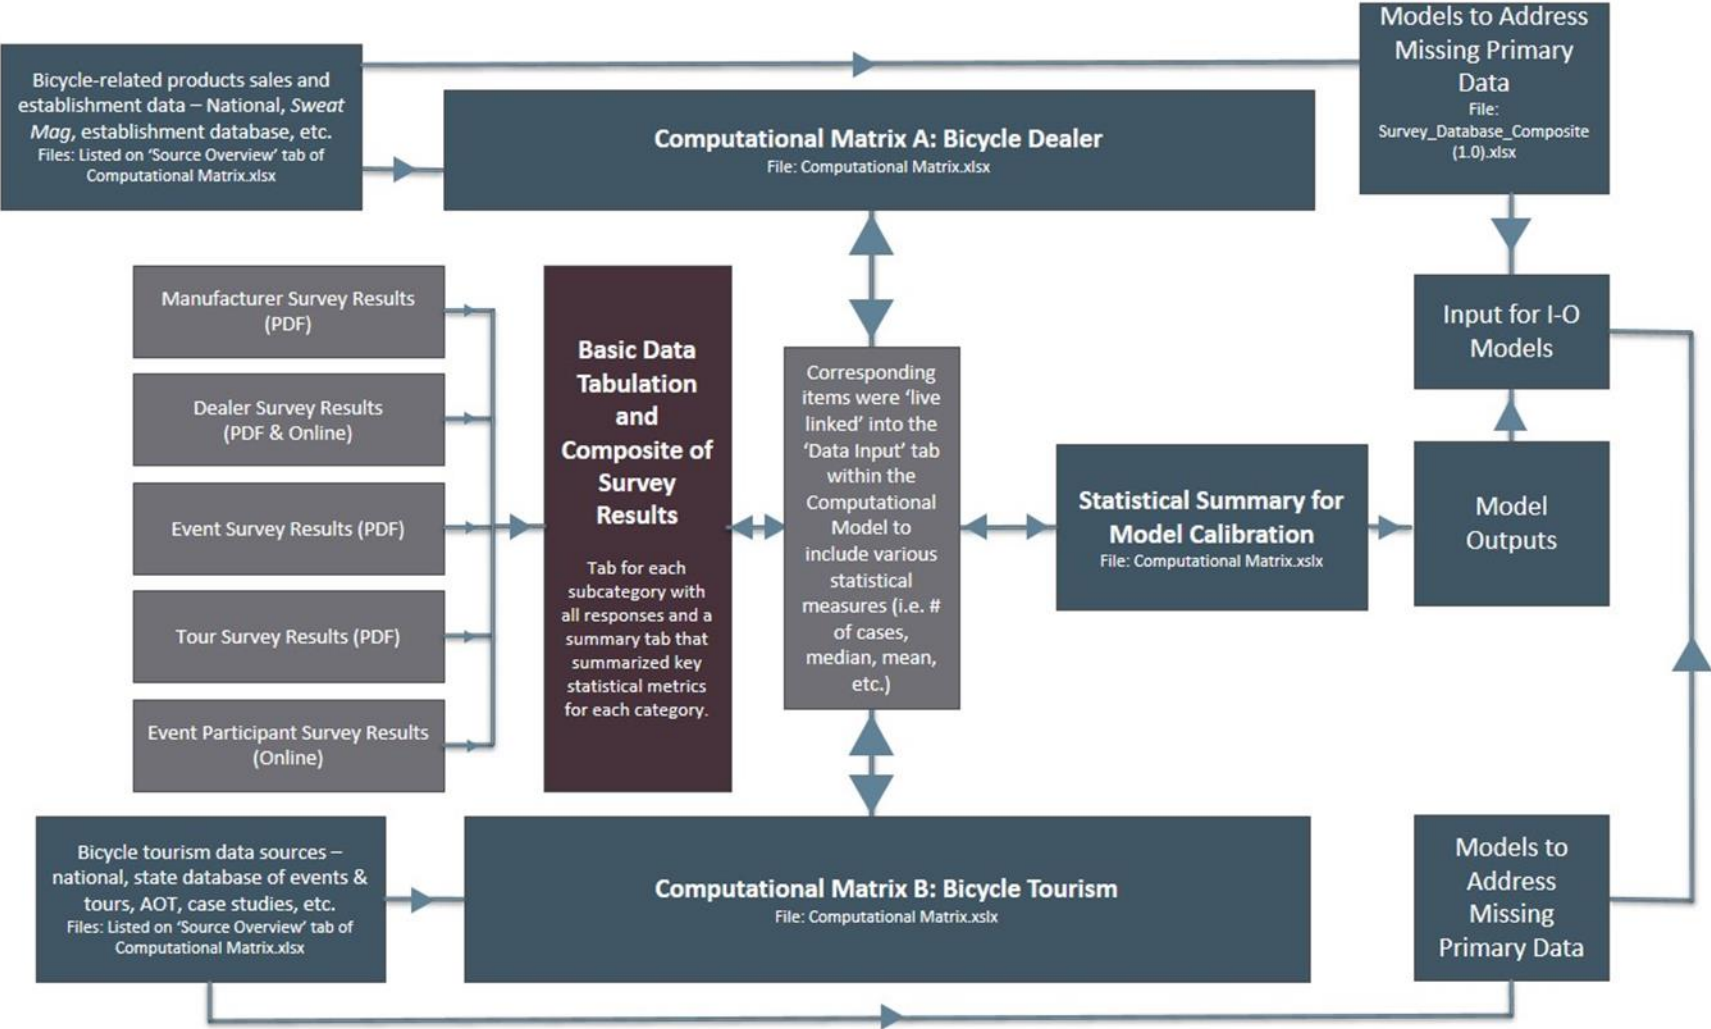 Models to Address
Missing Primary
Data
File:
Survey_Database_Composite
(1.0).xlsx
Bicycle-related products sales and
establishment data – National, Sweat
Mag, establishment database, etc.
Files: Listed on ‘Source Overview’ tab of
Computational Matrix.xlsx
Computational Matrix A: Bicycle Dealer
File: Computational Matrix.xlsx
Manufacturer Survey Results
(PDF)
Dealer Survey Results
(PDF & Online)
Event Survey Results (PDF)
Tour Survey Results (PDF)
Event Participant Survey Results
(Online)
Basic Data
Tabulation
and
Composite of
Survey
Results
Tab for each
subcategory with
all responses and a
summary tab that
summarized key
statistical metrics
for each category.
Corresponding
items were ‘live
linked’ into the
‘Data Input’ tab
within the
Computational
Model to
include various
statistical
measures (i.e. #
of cases,
median, mean,
etc.)
Statistical Summary for
Model Calibration
File: Computational Matrix.xslx
Input for I-O
Models
Model
Outputs
Bicycle tourism data sources –
national, state database of events &
tours, AOT, case studies, etc.
Files: Listed on ‘Source Overview’ tab of
Computational Matrix.xlsx
Computational Matrix B: Bicycle Tourism
File: Computational Matrix.xslx
Models to
Address
Missing
Primary Data